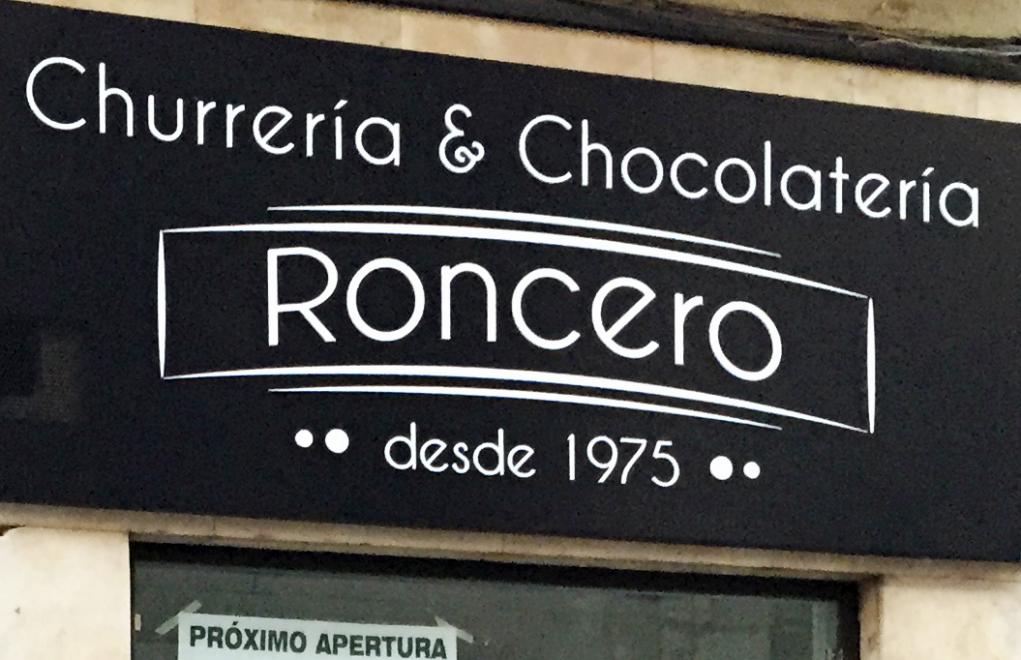 Churrería & Chocolatería
Roncero
desde 1975
PRÓXIMO APERTURA